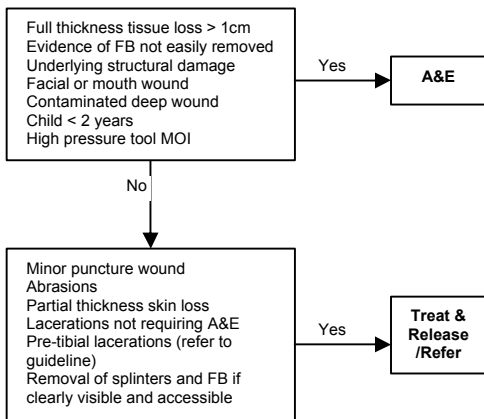 Full thickness tissue loss > 1cm
Evidence of FB not easily removed
Underlying structural damage
Facial or mouth wound
Contaminated deep wound
Child < 2 years
High pressure tool MOI
Yes
A&E
No
Minor puncture wound
Abrasions
Partial thickness skin loss
Lacerations not requiring A&E
Pre-tibial lacerations (refer to
guideline)
Removal of splinters and FB if
clearly visible and accessible
Yes
Treat &
Release
/Refer